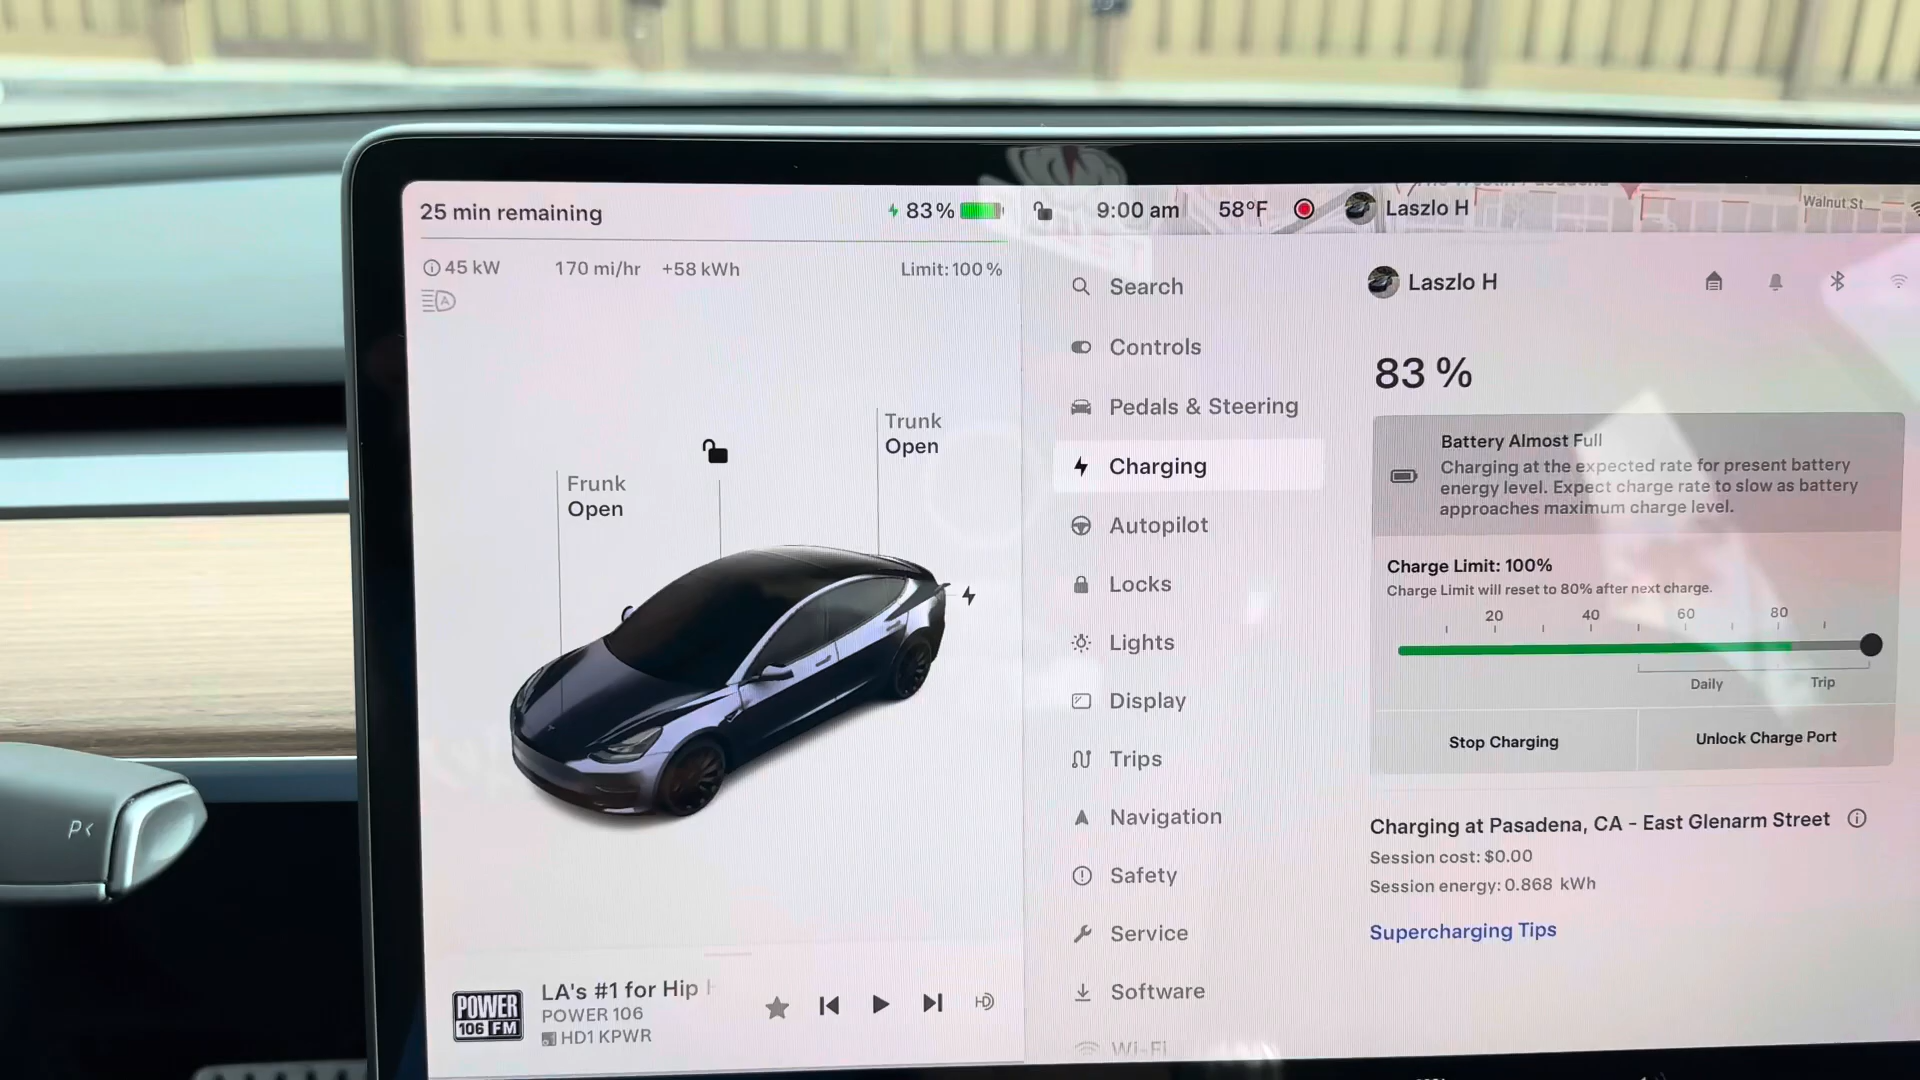 25 min remaining
83%
9:00 am
58°F
Laszlo H
Walnut St
45 kW
170 mi/hr
+58 kWh
Limit: 100%
A
Trunk
Open
Frunk
Open
Search
Controls
Pedals & Steering
Charging
Autopilot
Locks
Lights
Display
Trips
Navigation
Safety
Service
Software
Wi-Fi
Laszlo H
83 %
Battery Almost Full
Charging at the expected rate for present battery
energy level. Expect charge rate to slow as battery
approaches maximum charge level.
Charge Limit: 100%
Charge Limit will reset to 80% after next charge.
20 40 60 80
Daily
Trip
Stop Charging
Unlock Charge Port
Charging at Pasadena, CA - East Glenarm Street
Session cost: $0.00
Session energy: 0.868 kWh
Supercharging Tips
POWER
106 FM
LA's #1 for Hip
POWER 106
HD1 KPWR
P<